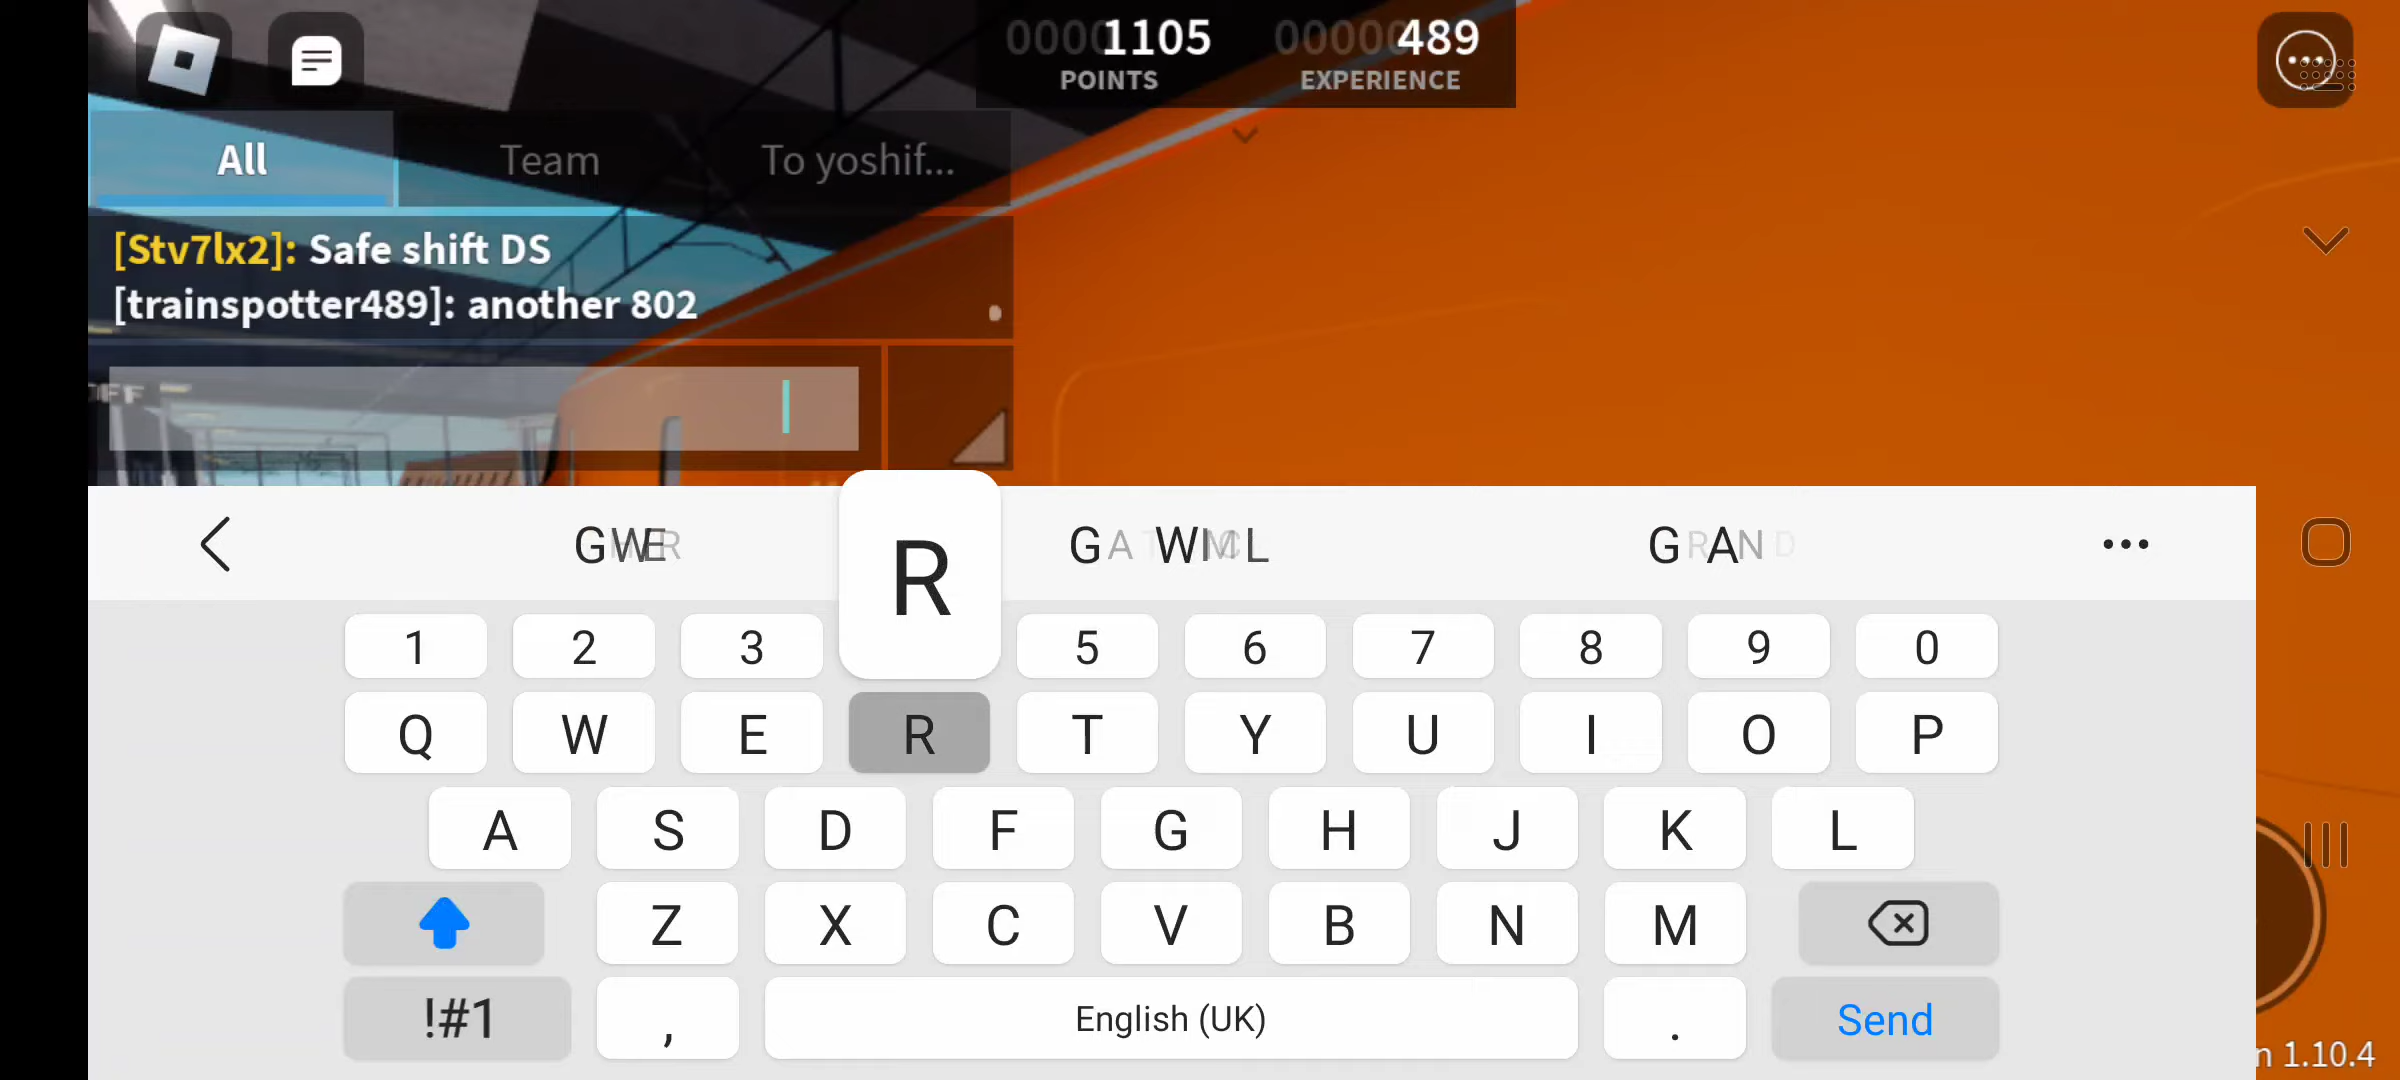 00001105
POINTS
00000489
EXPERIENCE
All
Team
To yoshif...
[Stv7lx2]: Safe shift DS
[trainspotter489]: another 802
R
1 2 3 5 6 7 8 9 0
Q W E R T Y U I O P
A S D F G H J K L
Z X C V B N M
!#1 , English (UK) . Send
1.10.4